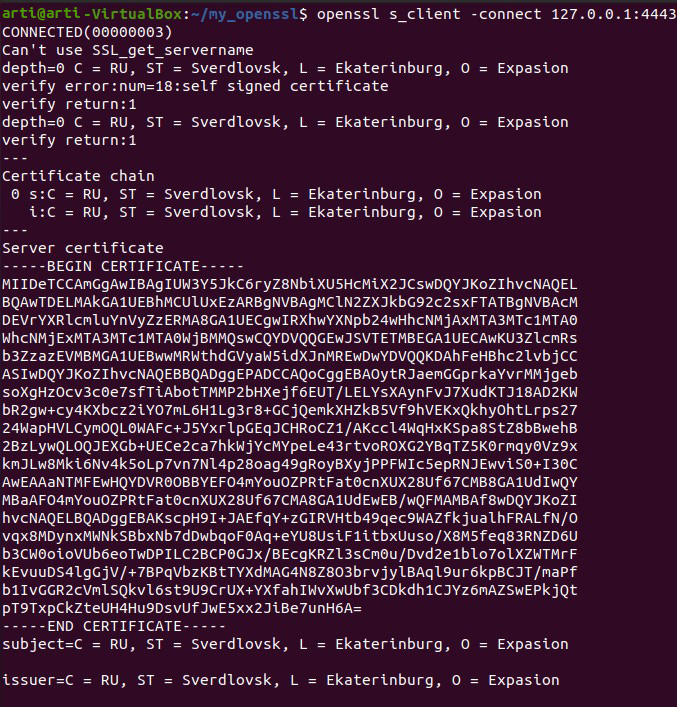 arti@arti-VirtualBox:~/my_openssl$ openssl s_client -connect 127.0.0.1:4443
CONNECTED(00000003)
Can't use SSL_get_servername
depth=0 C = RU, ST = Sverdlovsk, L = Ekaterinburg, O = Expasion
verify error:num=18:self signed certificate
verify return:1
depth=0 C = RU, ST = Sverdlovsk, L = Ekaterinburg, O = Expasion
verify return:1
---
Certificate chain
 0 s:C = RU, ST = Sverdlovsk, L = Ekaterinburg, O = Expasion
   i:C = RU, ST = Sverdlovsk, L = Ekaterinburg, O = Expasion
---
Server certificate
-----BEGIN CERTIFICATE-----
MIIDeTCCAmGgAwIBAgIUW3Y5JkC6ryZ8NbiXU5HcMiX2JCswDQYJKoZIhvcNAQEL
BQAwTDELMAkGA1UEBhMCUlUxEzARBgNVBAgMClN2ZXJkbG92c2sxFTATBgNVBAcM
DEVrYXRlcmluYnVyZzERMA8GA1UECgwIRXhwYXNpb24wHhcNMjAxMTA3MTc1MTA0
WhcNMjExMTA3MTc1MTA0WjBMMQswCQYDVQQGEwJSVTETMBEGA1UECAwKU3ZlcmRs
b3ZzazEVMBMGA1UEBwwMRWthdGVyaW5idXJnMREwDwYDVQQKDAhFeHBhc2lvbjCC
ASIwDQYJKoZIhvcNAQEBBQADggEPADCCAQoCggEBAOytRJaemGGprkaYvrMMjgeb
soXgHzOcv3c0e7sfTiAbotTMMP2bHXejf6EUT/LELYsXAynFvJ7XudKTJ18AD2KW
bR2gw+cy4KXbcz2iYO7mL6H1Lg3r8+GCjQemkXHZkB5Vf9hVEKxQkhyOhtLrps27
24WapHVLCymOQL0WAFc+J5YxrlpGEqJCHRoCZ1/AKccl4WqHxKSpa8StZ8bBwehB
2BzLywQLOQJEXGb+UECe2ca7hkWjYcMYpeLe43rtvoROXG2YBqTZ5K0rmqy0Vz9x
kmJLw8Mki6Nv4k5oLp7vn7Nl4p28oag49gRoyBXyjPPFWIc5epRNJEwviS0+I30C
AwEAAaNTMFEwHQYDVR0OBBYEFO4mYouOZPRtFat0cnXUX28Uf67CMB8GA1UdIwQY
MBaAFO4mYouOZPRtFat0cnXUX28Uf67CMA8GA1UdEwEB/wQFMAMBAf8wDQYJKoZI
hvcNAQELBQADggEBAKscpH9I+JAEfqY+zGIRVHtb49qec9WAZfkjualhFRALfN/O
vqx8MDynxMWNkSBbxNb7dDwbqoF0Aq+eYU8UsiF1itbxUuso/X8M5feq83RNZD6U
b3CW0oioVUb6eoTwDPILC2BCP0GJx/BEcgKRZl3sCm0u/Dvd2e1blo7olXZWTMrF
kEvuuDS4lgGjV/+7BPqVbzKBtTYXdMAG4N8Z8O3brvjylBAql9ur6kpBCJT/maPf
b1IvGGR2cVmlSQkvl6st9U9CrUX+YXfahIWvXwUbf3CDkdh1CJYz6mAZSwEPkjQt
pT9TxpCkZteUH4Hu9DsvUfJwE5xx2JiBe7unH6A=
-----END CERTIFICATE-----
subject=C = RU, ST = Sverdlovsk, L = Ekaterinburg, O = Expasion
issuer=C = RU, ST = Sverdlovsk, L = Ekaterinburg, O = Expasion